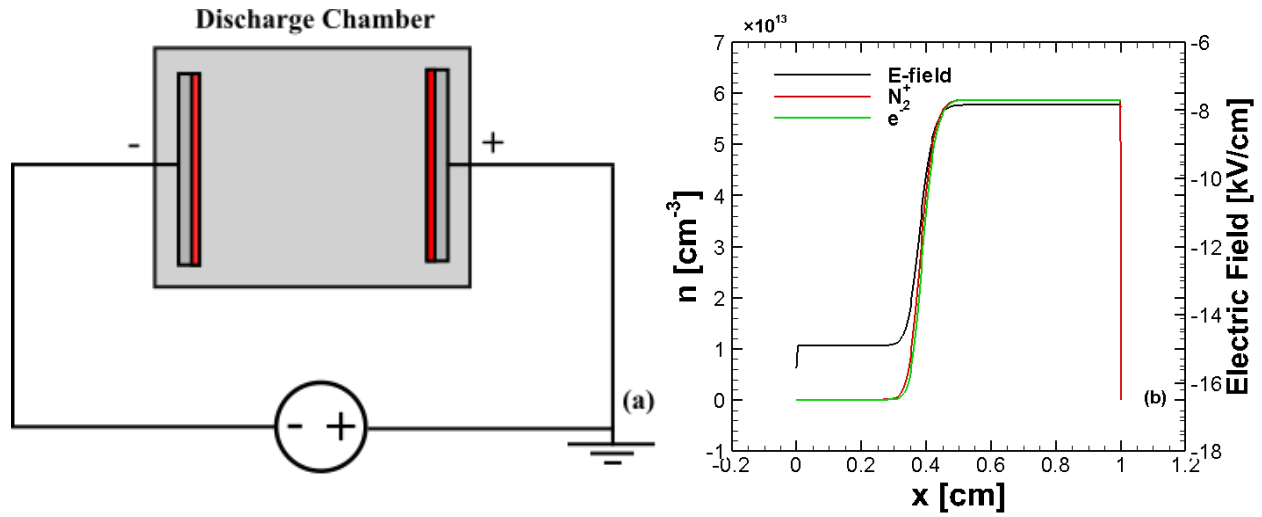 Discharge Chamber
-
+
- +
(a)
×10¹³
7
6
5
4
3
2
1
0
-1
n [cm⁻³]
E-field
N₂⁺
e⁻²
-6
-8
-10
-12
-14
-16
-18
Electric Field [kV/cm]
(b)
-0.2 0 0.2 0.4 0.6 0.8 1 1.2
x [cm]